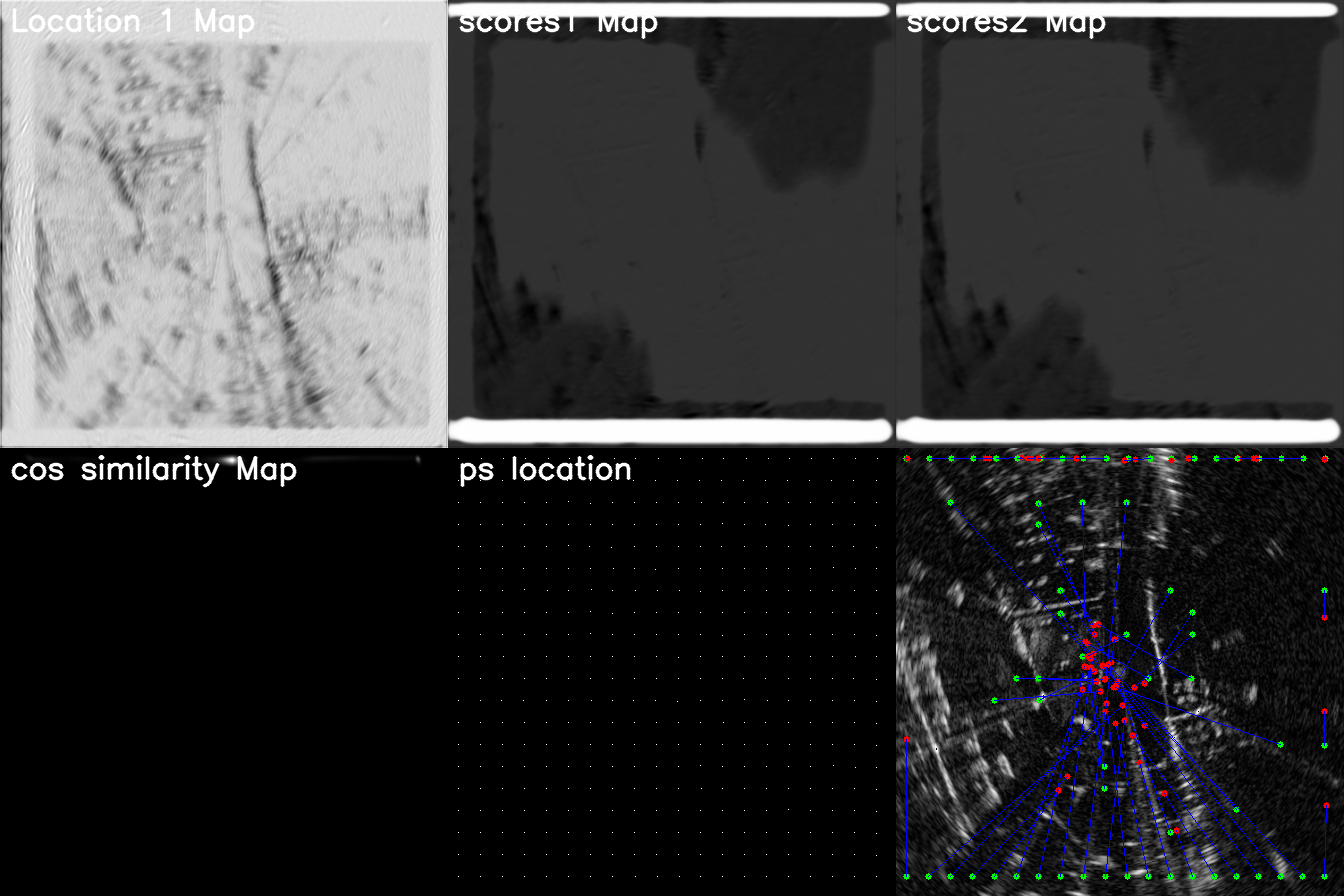 Location 1 Map
scores1 Map
scores2 Map
cos similarity Map
ps location